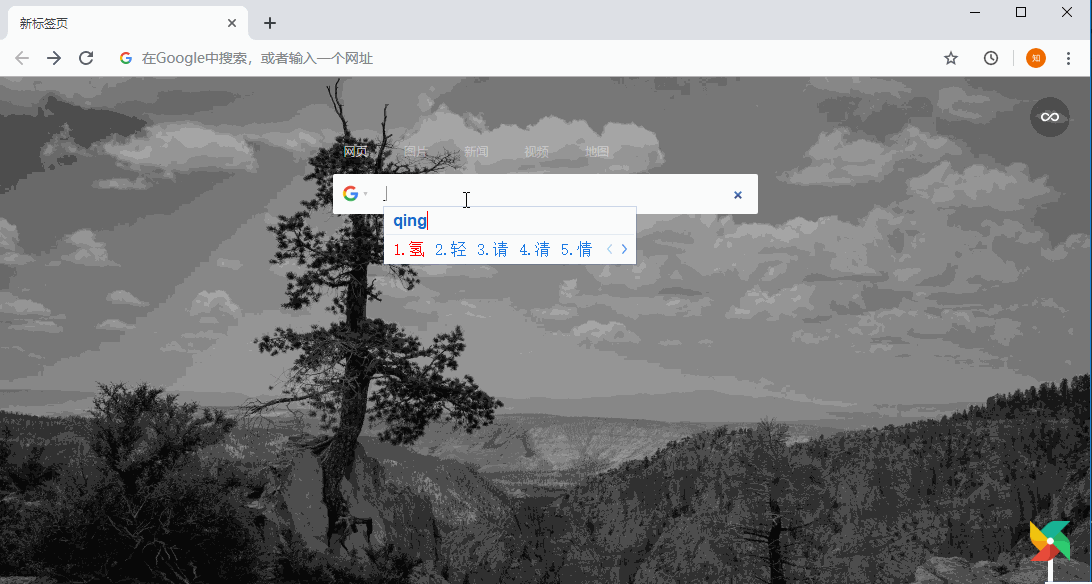 新标签页
在Google中搜索，或者输入一个网址
知
网页 图片 新闻 视频 地图
qing
1.氢 2.轻 3.请 4.清 5.情